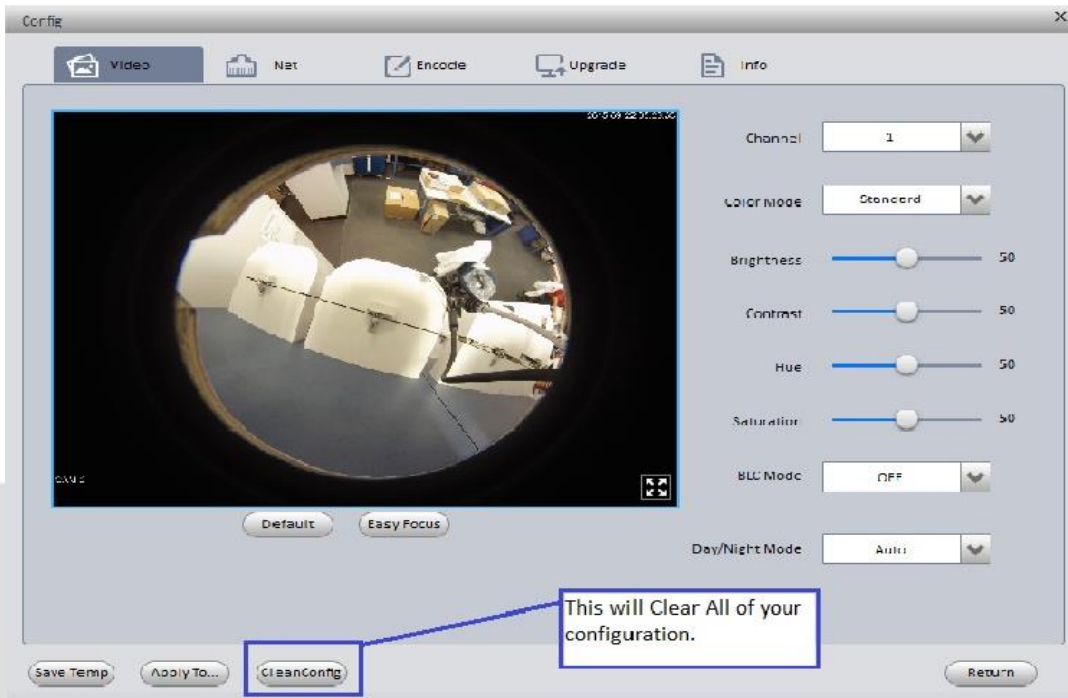 Config
X
Video
Net
Encode
Upgrade
Info
Channel
1
Color Mode
Standard
Brightness
50
Contrast
50
Hue
50
Saturation
50
BLC Mode
OFF
Default
Easy Focus
Day/Night Mode
Auto
This will Clear All of your
configuration.
Save Temp
Apply To...
CleanConfig
Return